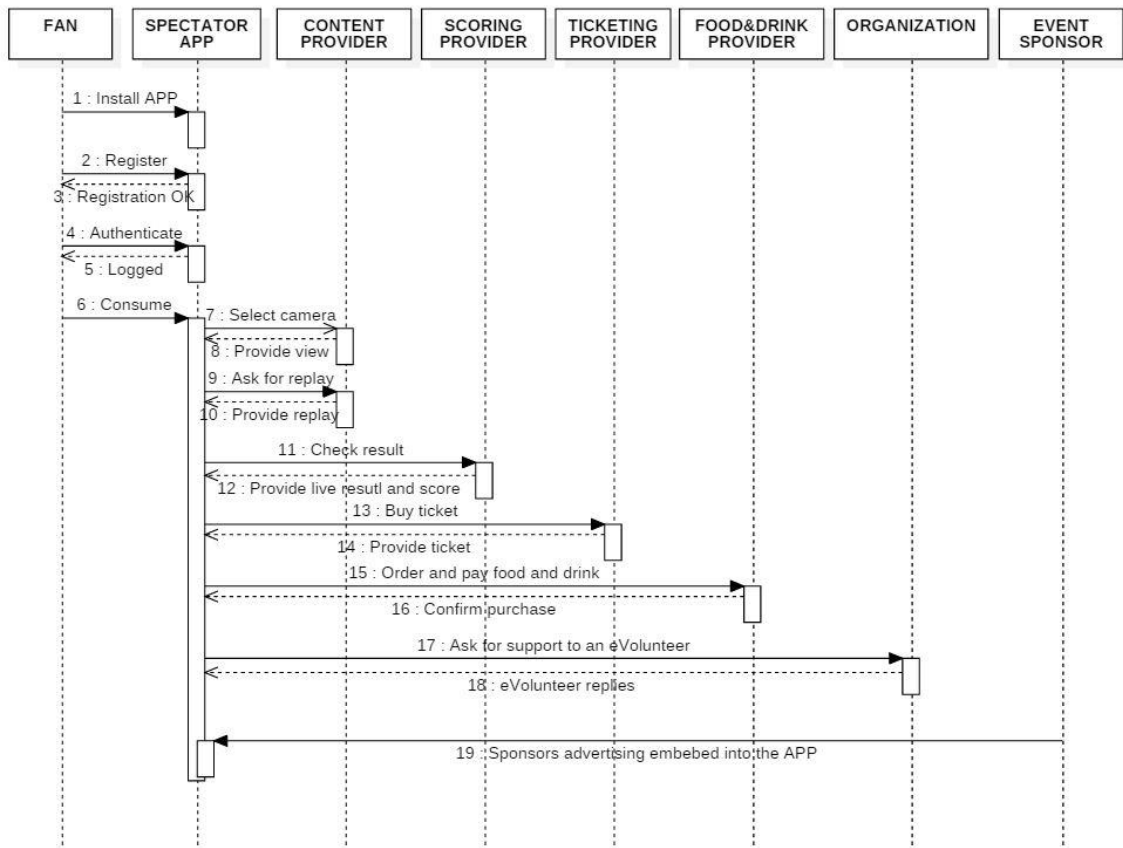 FAN
SPECTATOR
APP
CONTENT
PROVIDER
SCORING
PROVIDER
TICKETING
PROVIDER
FOOD&DRINK
PROVIDER
ORGANIZATION
EVENT
SPONSOR
1 : Install APP
2 : Register
3 : Registration OK
4 : Authenticate
5 : Logged
6 : Consume
7 : Select camera
8 : Provide view
9 : Ask for replay
10 : Provide replay
11 : Check result
12 : Provide live resutl and score
13 : Buy ticket
14 : Provide ticket
15 : Order and pay food and drink
16 : Confirm purchase
17 : Ask for support to an eVolunteer
18 : eVolunteer replies
19 : Sponsors advertising embebed into the APP